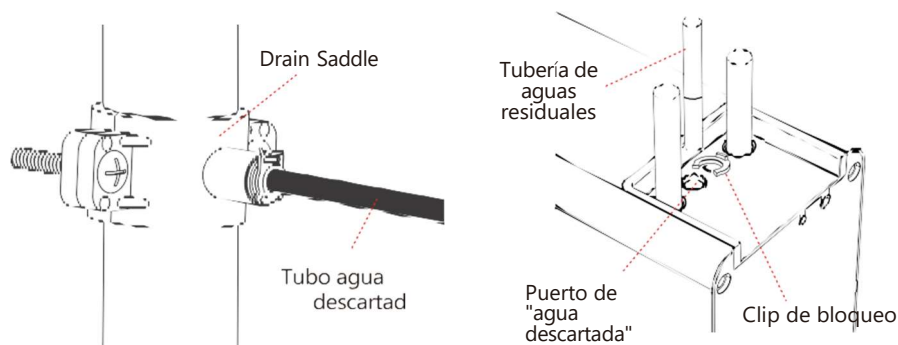 Drain Saddle
Tubo agua
descartad
Tubería de
aguas
residuales
Puerto de
"agua
descartada"
Clip de bloqueo